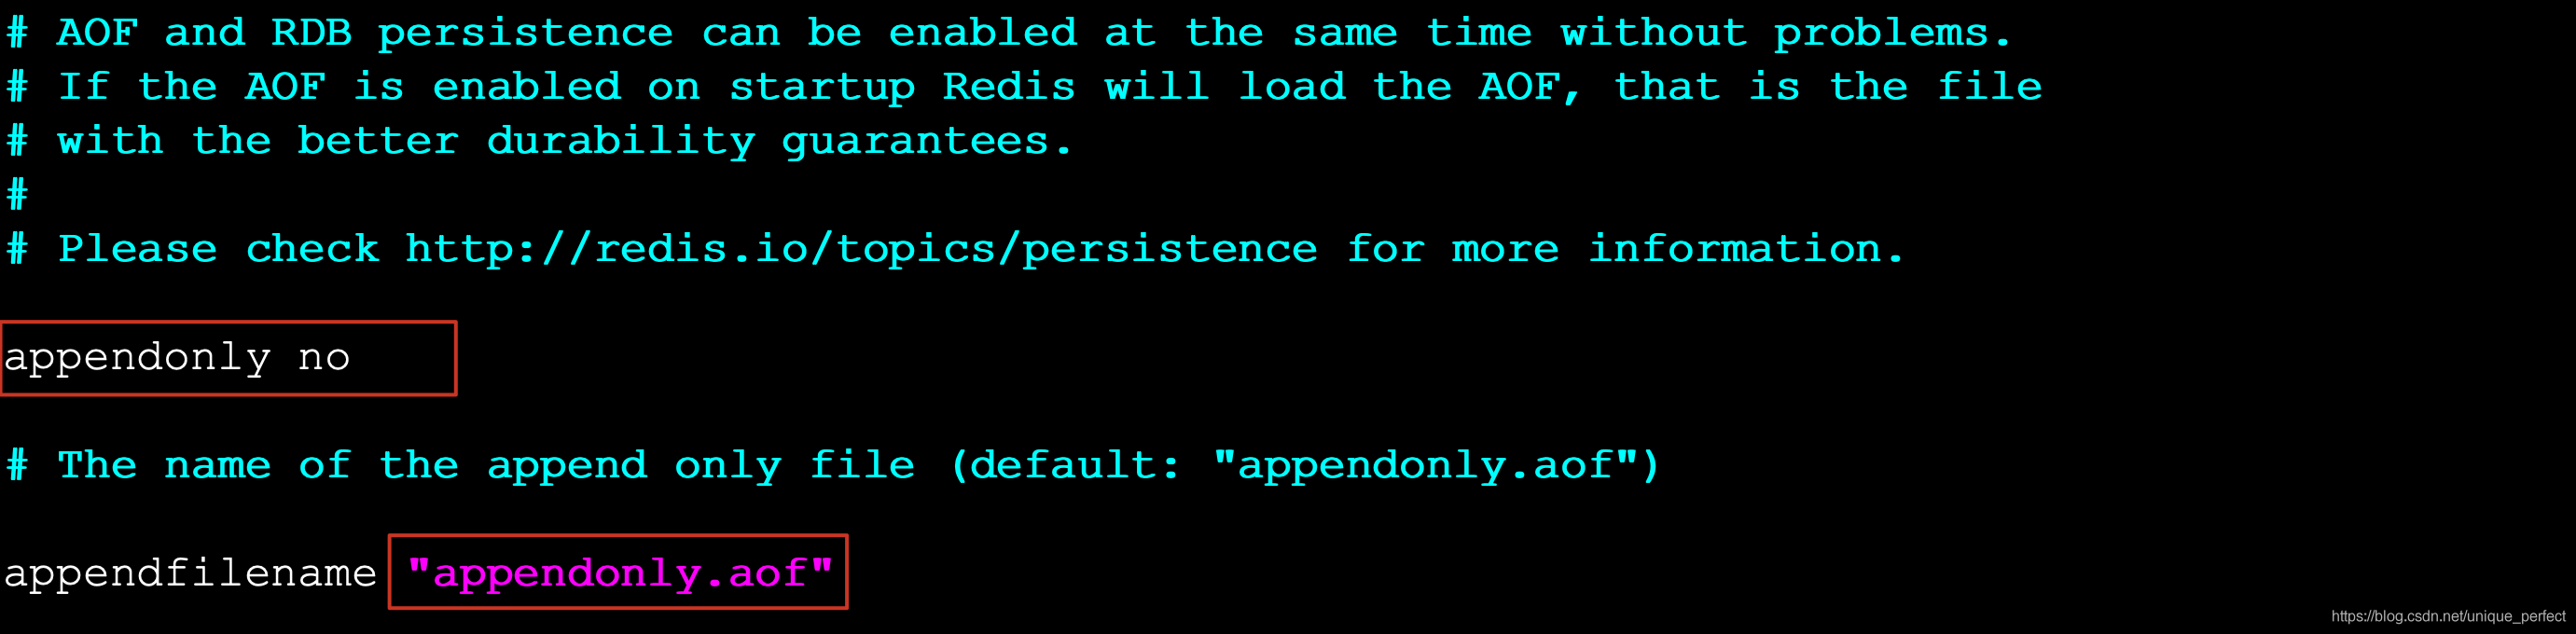 # AOF and RDB persistence can be enabled at the same time without problems.
# If the AOF is enabled on startup Redis will load the AOF, that is the file
# with the better durability guarantees.
#
# Please check http://redis.io/topics/persistence for more information.
appendonly no
# The name of the append only file (default: "appendonly.aof")
appendfilename "appendonly.aof"
https://blog.csdn.net/unique_perfect